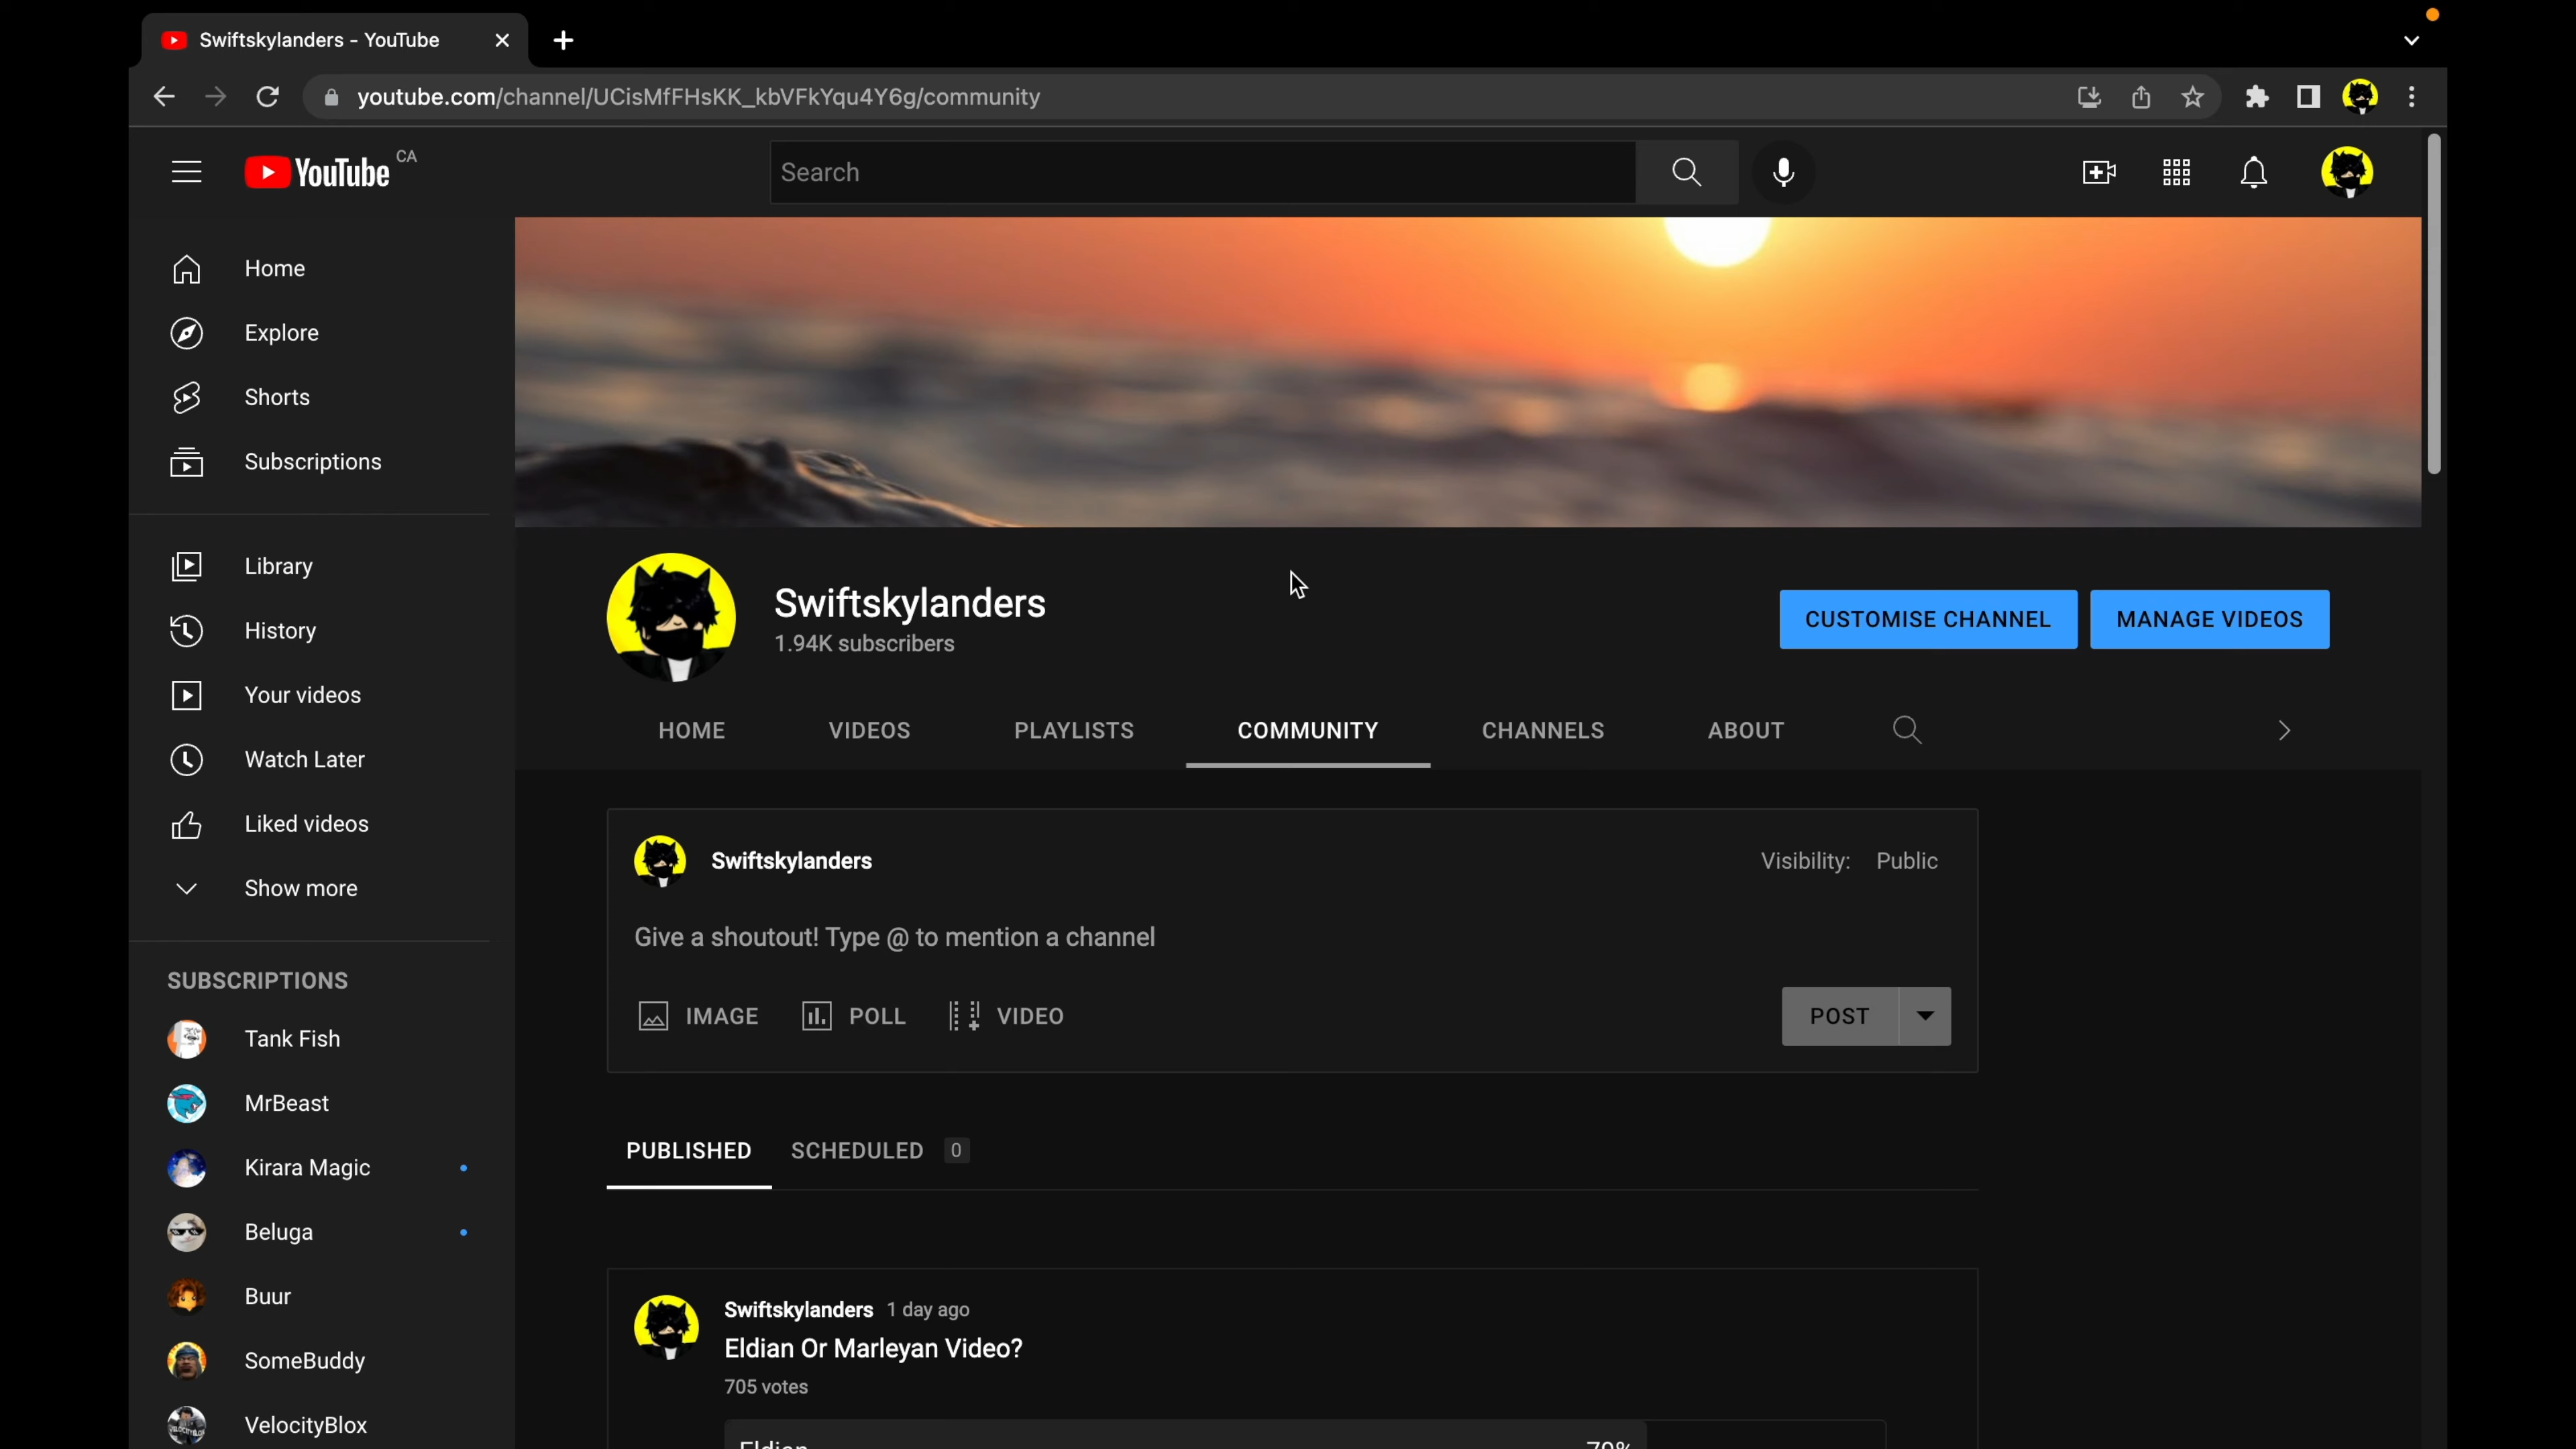 Swiftskylanders - YouTube
youtube.com/channel/UCisMfFHsKK_kbVFkYqu4Y6g/community
YouTube CA
Search
Home
Explore
Shorts
Subscriptions
Library
History
Your videos
Watch Later
Liked videos
Show more
SUBSCRIPTIONS
Tank Fish
MrBeast
Kirara Magic
Beluga
Buur
SomeBuddy
VelocityBlox
Swiftskylanders
1.94K subscribers
CUSTOMISE CHANNEL
MANAGE VIDEOS
HOME VIDEOS PLAYLISTS COMMUNITY CHANNELS ABOUT
Swiftskylanders
Visibility: Public
Give a shoutout! Type @ to mention a channel
IMAGE POLL VIDEO
POST
PUBLISHED SCHEDULED 0
Swiftskylanders 1 day ago
Eldian Or Marleyan Video?
705 votes
Eldian